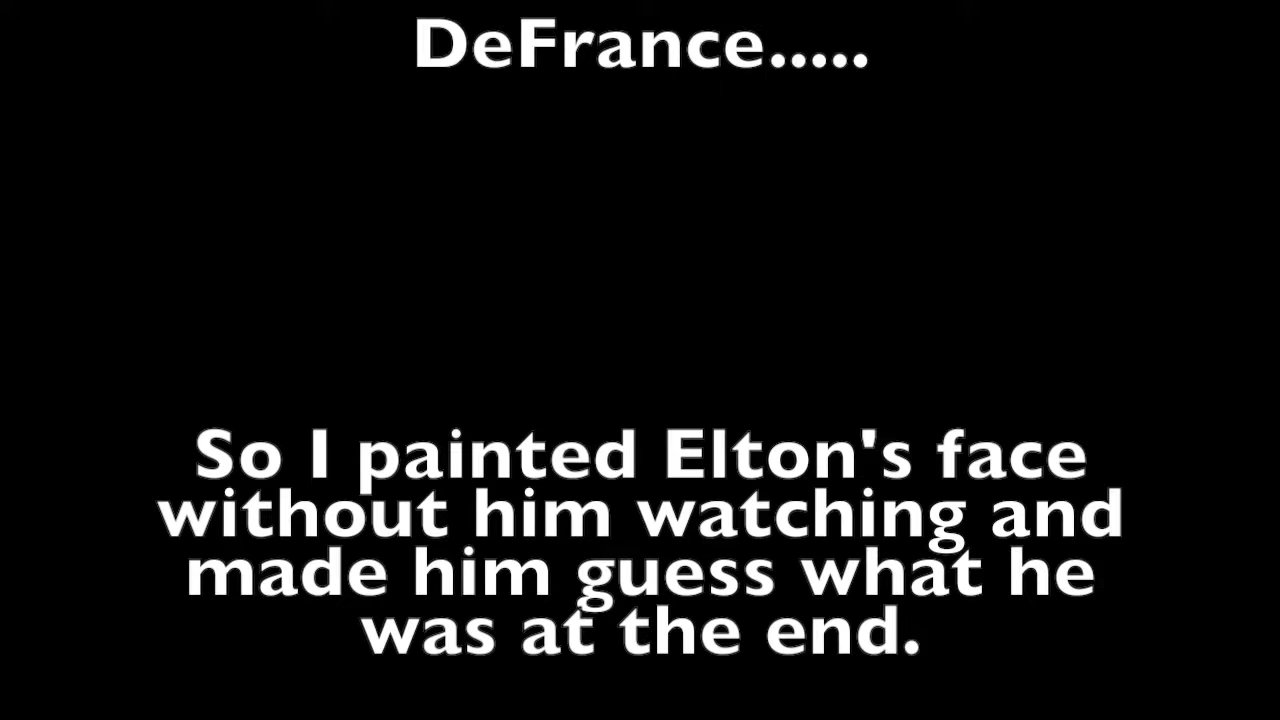 DeFrance.....
So I painted Elton's face
without him watching and
made him guess what he
was at the end.